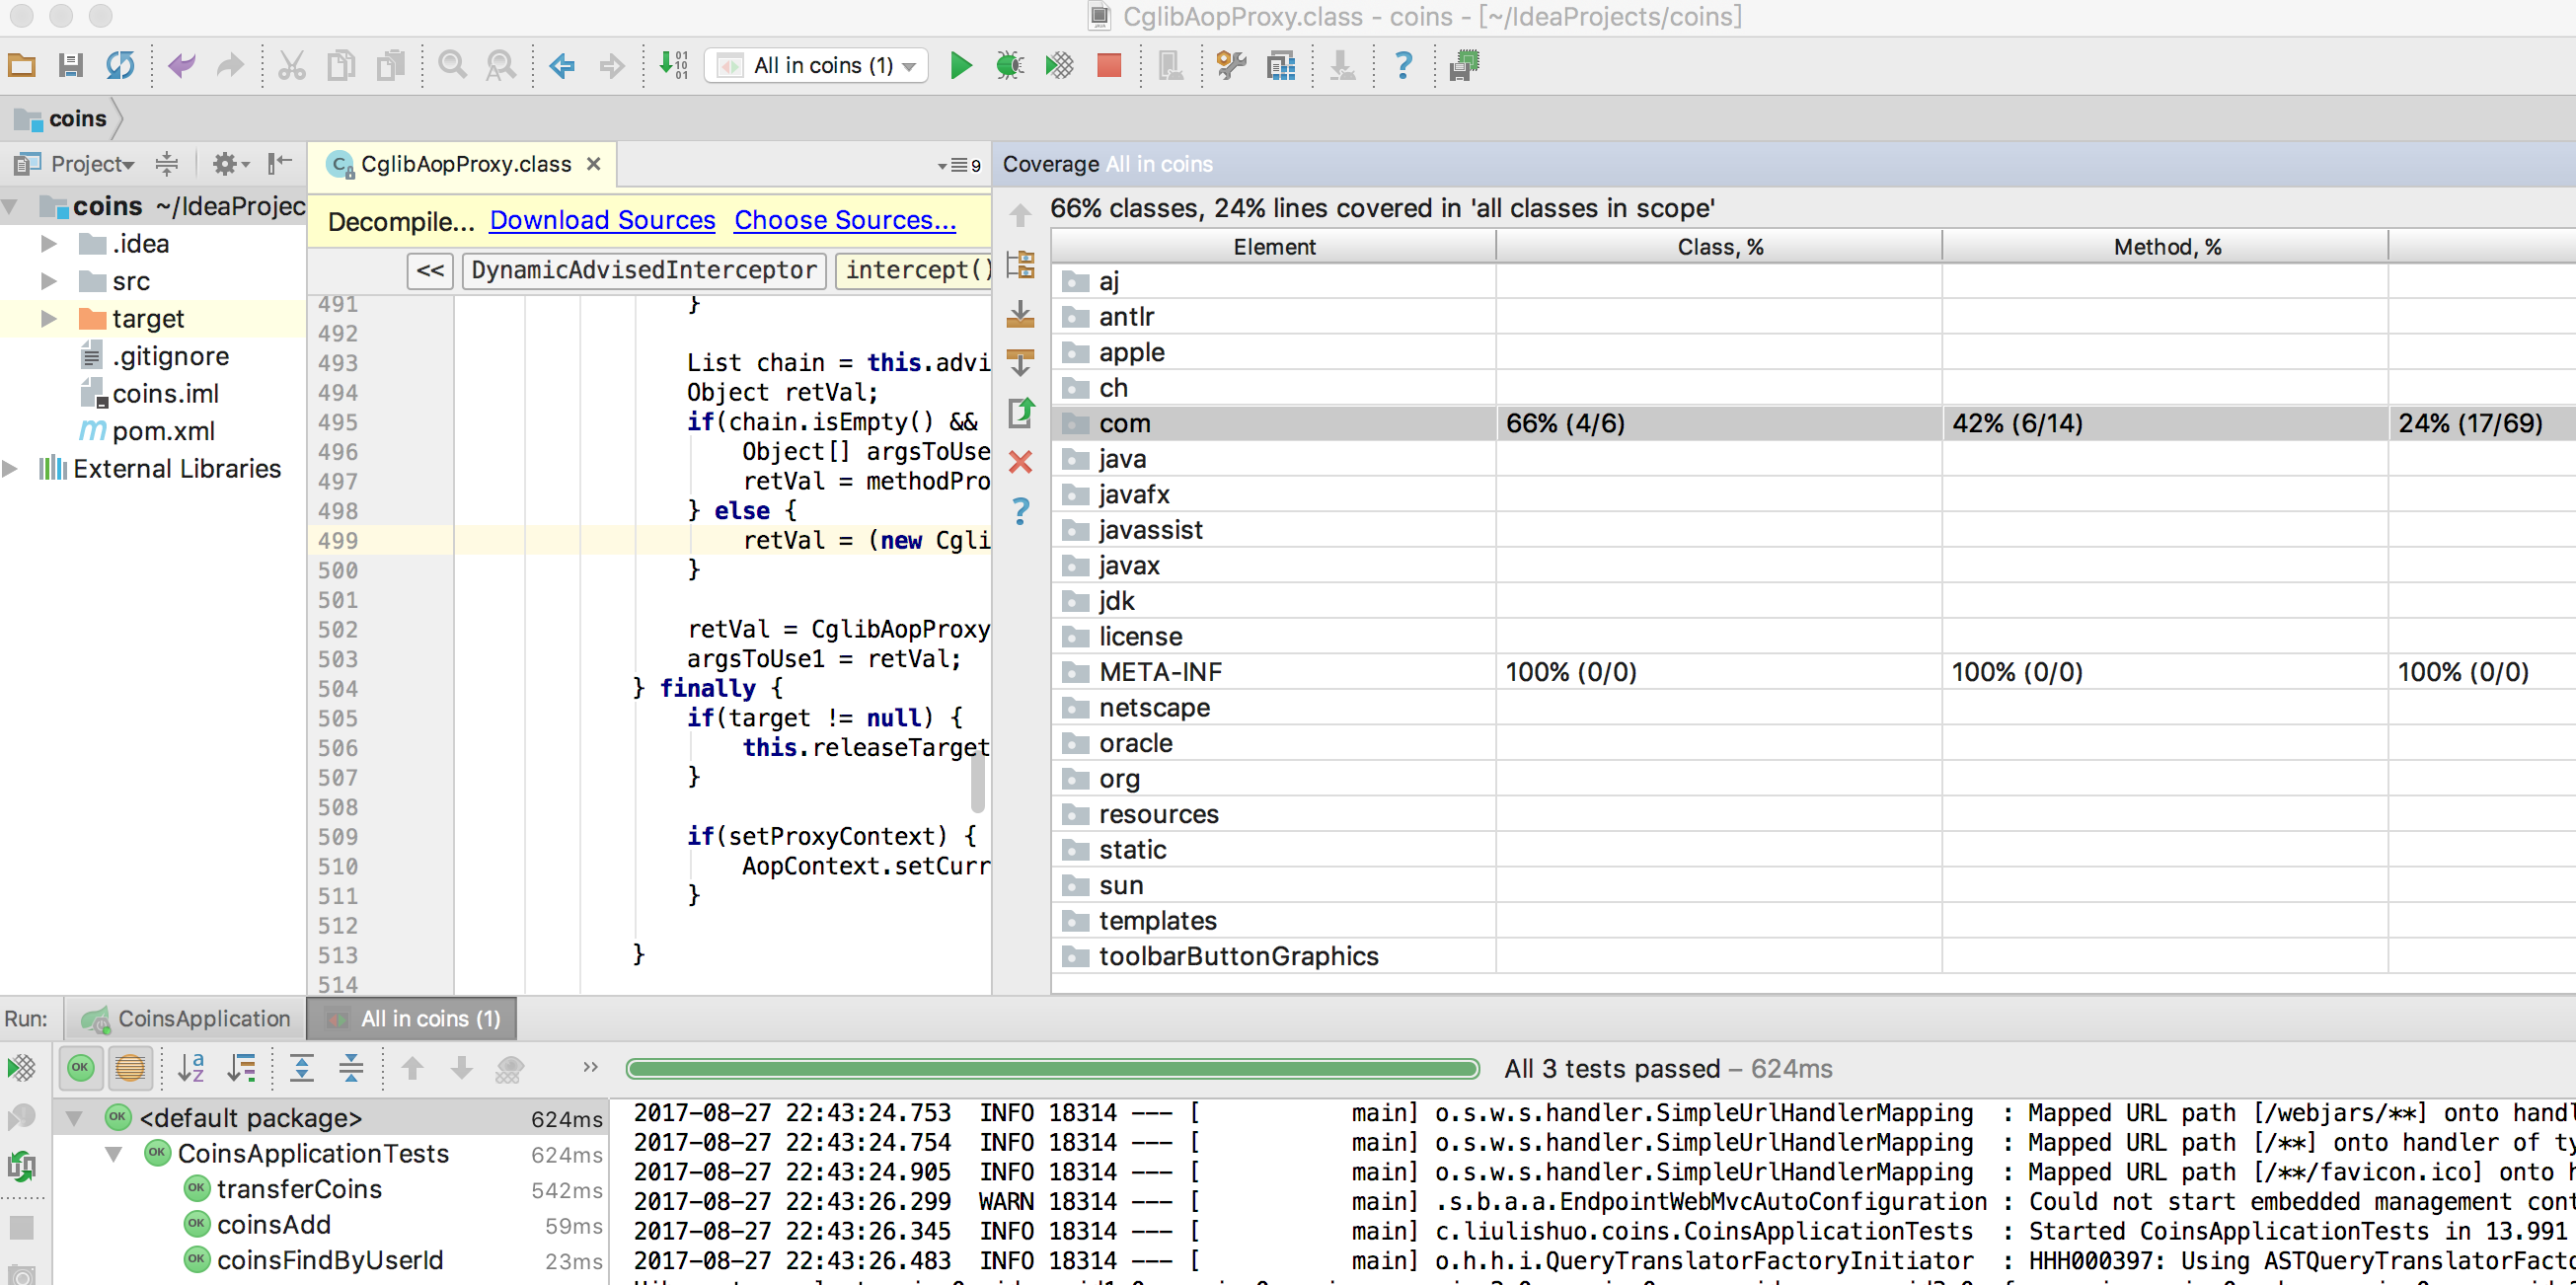 CglibAopProxy.class - coins - [~/IdeaProjects/coins]
All in coins (1)
coins
Project
CglibAopProxy.class
9
Coverage All in coins
coins ~/IdeaProjec
.idea
src
target
.gitignore
coins.iml
pom.xml
External Libraries
Decompile... Download Sources Choose Sources...
<< DynamicAdvisedInterceptor intercept()
491 }
492
493 List chain = this.advi
494 Object retVal;
495 if(chain.isEmpty() &&
496 Object[] argsToUse
497 retVal = methodPro
498 } else {
499 retVal = (new Cgli
500 }
501
502 retVal = CglibAopProxy
503 argsToUse1 = retVal;
504 } finally {
505 if(target != null) {
506 this.releaseTarget
507 }
508
509 if(setProxyContext) {
510 AopContext.setCurr
511 }
512
513 }
514
66% classes, 24% lines covered in 'all classes in scope'
Element Class, % Method, %
aj
antlr
apple
ch
com 66% (4/6) 42% (6/14) 24% (17/69)
java
javafx
javassist
javax
jdk
license
META-INF 100% (0/0) 100% (0/0) 100% (0/0)
netscape
oracle
org
resources
static
sun
templates
toolbarButtonGraphics
Run: CoinsApplication All in coins (1)
All 3 tests passed – 624ms
<default package> 624ms
CoinsApplicationTests 624ms
transferCoins 542ms
coinsAdd 59ms
coinsFindByUserId 23ms
2017-08-27 22:43:24.753 INFO 18314 --- [ main] o.s.w.s.handler.SimpleUrlHandlerMapping : Mapped URL path [/webjars/**] onto handl
2017-08-27 22:43:24.754 INFO 18314 --- [ main] o.s.w.s.handler.SimpleUrlHandlerMapping : Mapped URL path [/**] onto handler of ty
2017-08-27 22:43:24.905 INFO 18314 --- [ main] o.s.w.s.handler.SimpleUrlHandlerMapping : Mapped URL path [/**/favicon.ico] onto h
2017-08-27 22:43:26.299 WARN 18314 --- [ main] .s.b.a.a.EndpointWebMvcAutoConfiguration : Could not start embedded management cont
2017-08-27 22:43:26.345 INFO 18314 --- [ main] c.liulishuo.coins.CoinsApplicationTests : Started CoinsApplicationTests in 13.991
2017-08-27 22:43:26.483 INFO 18314 --- [ main] o.h.h.i.QueryTranslatorFactoryInitiator : HHH000397: Using ASTQueryTranslatorFact